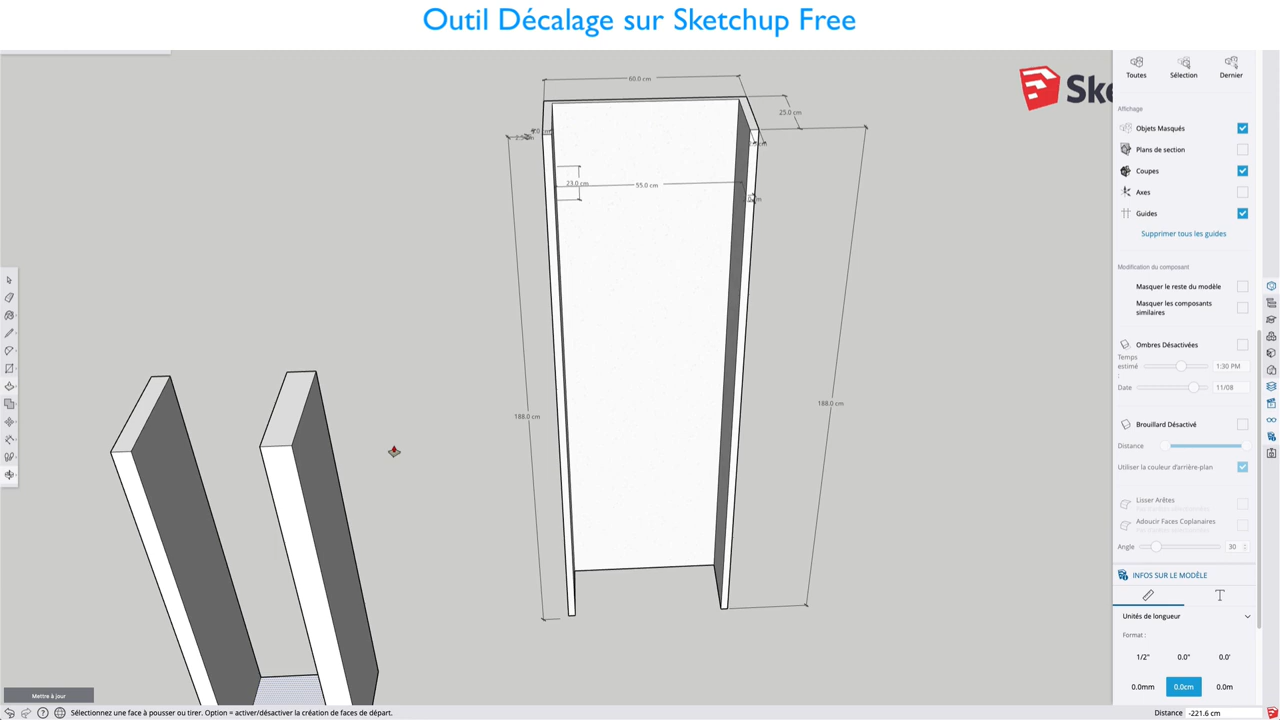 Outil Décalage sur Sketchup Free
Toutes
Sélection
Dernier
Affichage
Objets Masqués
Plans de section
Coupes
Axes
Guides
Supprimer tous les guides
Modification du composant
Masquer le reste du modèle
Masquer les composants
similaires
Ombres Désactivées
Temps
estimé
:
1:30 PM
Date
11/08
Brouillard Désactivé
Distance
Utiliser la couleur d'arrière-plan
Lisser Arêtes
Adoucir Faces Coplanaires
Angle
30
INFOS SUR LE MODÈLE
Unités de longueur
Format :
1/2"
0.0"
0.0'
0.0mm
0.0cm
0.0m
Ske
60.0 cm
25.0 cm
23.0 cm
55.0 cm
188.0 cm
188.0 cm
Mettre à jour
Sélectionnez une face à pousser ou tirer. Option = activer/désactiver la création de faces de départ.
Distance
-221.6 cm